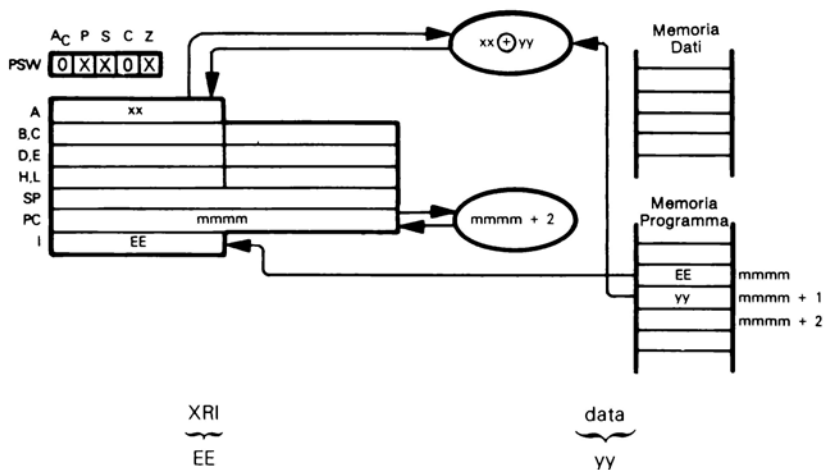 AC P S C Z
PSW 0 X X 0 X
xx ⊕ yy
Memoria
Dati
A xx
B,C
D,E
H,L
SP
PC mmmm
mmmm + 2
I EE
Memoria
Programma
EE mmmm
yy mmmm + 1
mmmm + 2
XRI data
EE yy